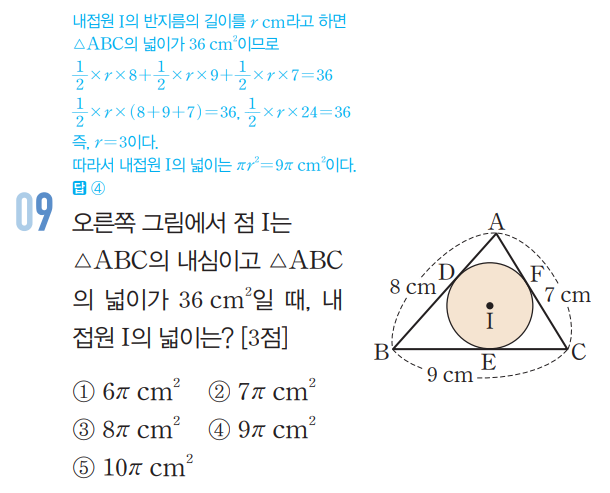 내접원 I의 반지름의 길이를 r cm라고 하면
△ABC의 넓이가 36 cm²이므로
1/2×r×8+1/2×r×9+1/2×r×7=36
1/2×r×(8+9+7)=36, 1/2×r×24=36
즉, r=3이다.
따라서 내접원 I의 넓이는 πr²=9π cm²이다.
답 ④
09 오른쪽 그림에서 점 I는
△ABC의 내심이고 △ABC
의 넓이가 36 cm²일 때, 내
접원 I의 넓이는? [3점]
① 6π cm² ② 7π cm²
③ 8π cm² ④ 9π cm²
⑤ 10π cm²
A
D F
8 cm 7 cm
I
B E C
9 cm